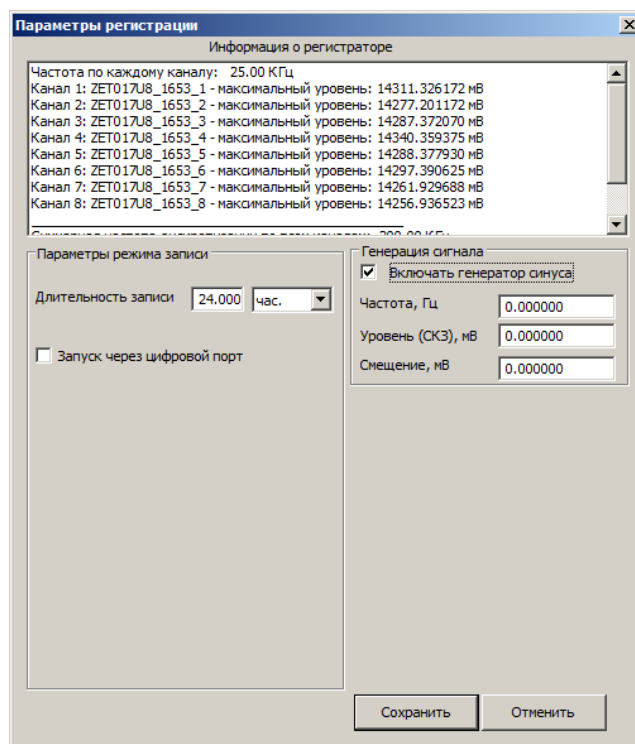 Параметры регистрации
Информация о регистраторе
Частота по каждому каналу: 25.00 КГц
Канал 1: ZET017U8_1653_1 - максимальный уровень: 14311.326172 мВ
Канал 2: ZET017U8_1653_2 - максимальный уровень: 14277.201172 мВ
Канал 3: ZET017U8_1653_3 - максимальный уровень: 14287.372070 мВ
Канал 4: ZET017U8_1653_4 - максимальный уровень: 14340.359375 мВ
Канал 5: ZET017U8_1653_5 - максимальный уровень: 14288.377930 мВ
Канал 6: ZET017U8_1653_6 - максимальный уровень: 14297.390625 мВ
Канал 7: ZET017U8_1653_7 - максимальный уровень: 14261.929688 мВ
Канал 8: ZET017U8_1653_8 - максимальный уровень: 14256.936523 мВ
Параметры режима записи
Длительность записи 24.000 час.
Запуск через цифровой порт
Генерация сигнала
Включать генератор синуса
Частота, Гц 0.000000
Уровень (СКЗ), мВ 0.000000
Смещение, мВ 0.000000
Сохранить
Отменить